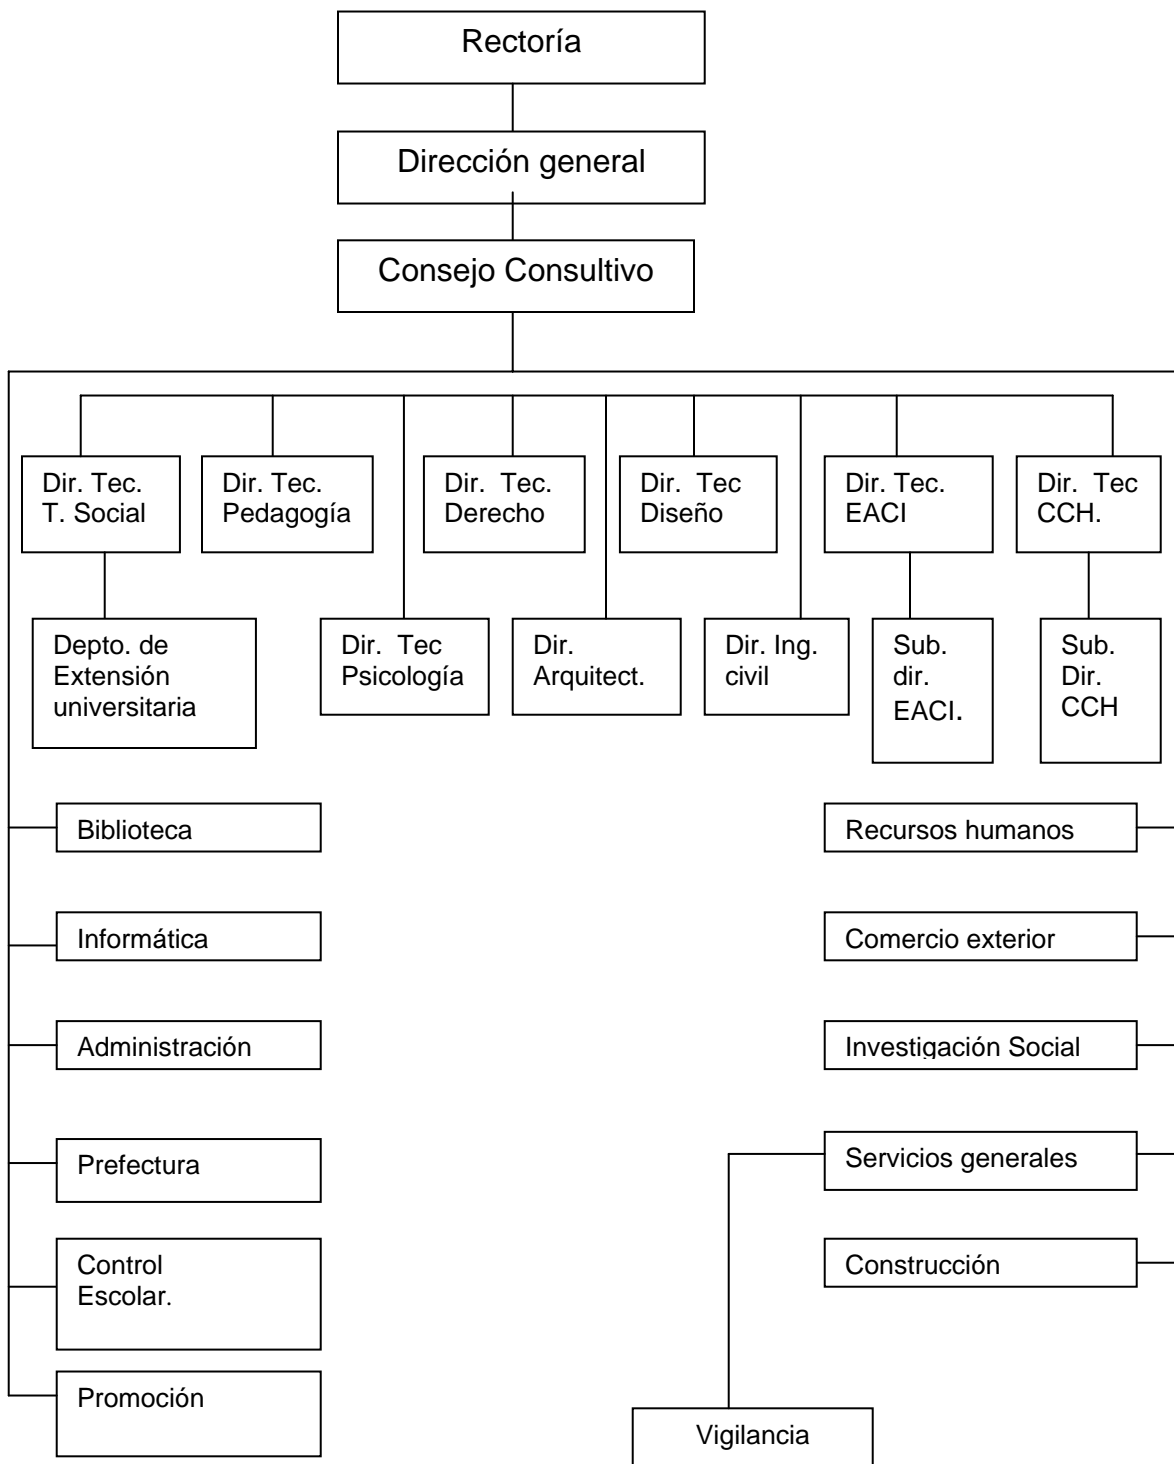 Rectoría
Dirección general
Consejo Consultivo
Dir. Tec.
T. Social
Dir. Tec.
Pedagogía
Dir. Tec.
Derecho
Dir. Tec
Diseño
Dir. Tec.
EACI
Dir. Tec
CCH.
Depto. de
Extensión
universitaria
Dir. Tec
Psicología
Dir.
Arquitect.
Dir. Ing.
civil
Sub.
dir.
EACI.
Sub.
Dir.
CCH
Biblioteca
Recursos humanos
Informática
Comercio exterior
Administración
Investigación Social
Prefectura
Servicios generales
Control
Escolar.
Construcción
Promoción
Vigilancia